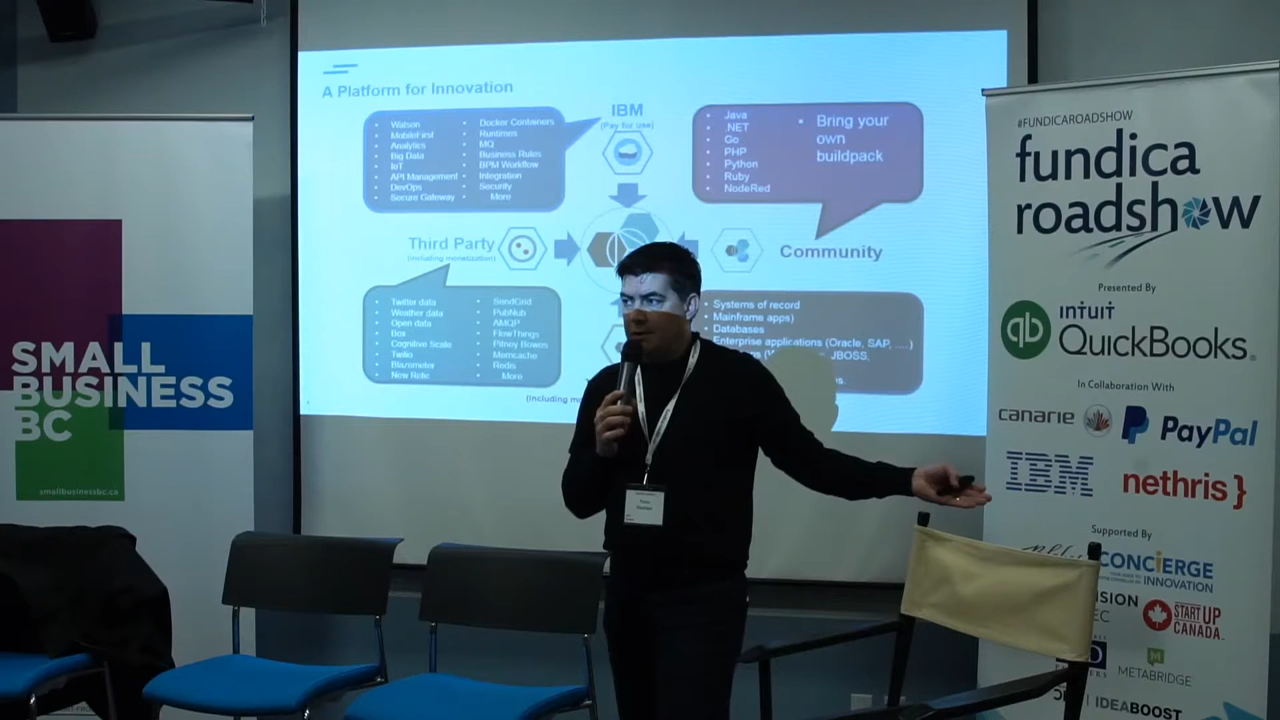 A Platform for Innovation
IBM
(Pay for use)
Watson
MobileFirst
Analytics
Big Data
IoT
API Management
DevOps
Secure Gateway
Docker Containers
Runtimes
MQ
Business Rules
BPM Workflow
Integration
Security
More
Java
.NET
Go
PHP
Python
Ruby
NodeRed
Bring your
own
buildpack
Third Party
(including monetization)
Community
Twitter data
Weather data
Open data
Box
Cognitive Scale
Twilio
Blazemeter
New Relic
SendGrid
PubNub
AMQP
FlowThings
Pitney Bowes
Memcache
Redis
More
Systems of record
Mainframe apps)
Databases
Enterprise applications (Oracle, SAP, ....)
JBOSS,
(Including
SMALL
BUSINESS
BC
smallbusinessbc.ca
#FUNDICAROADSHOW
fundica
roadshow
Presented By
qb intuit
QuickBooks.
In Collaboration With
canarie PayPal
IBM nethris}
Supported By
CONCIERGE
INNOVATION
START UP
CANADA
METABRIDGE
IDEABOOST